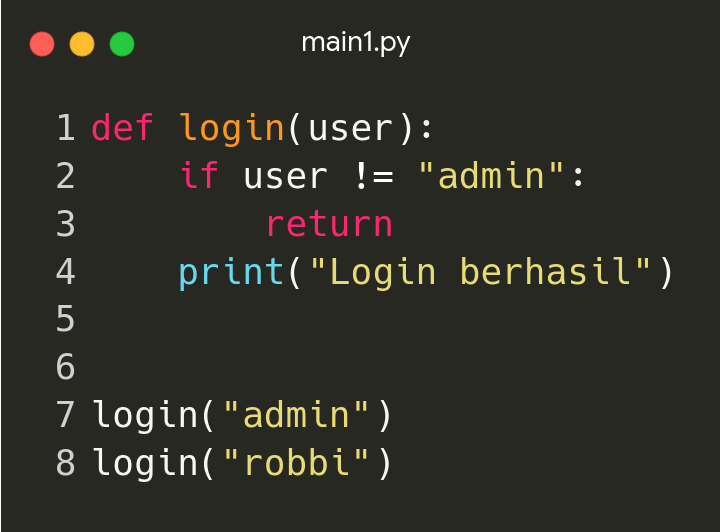 main1.py
1 def login(user):
2     if user != "admin":
3         return
4     print("Login berhasil")
5
6
7 login("admin")
8 login("robbi")